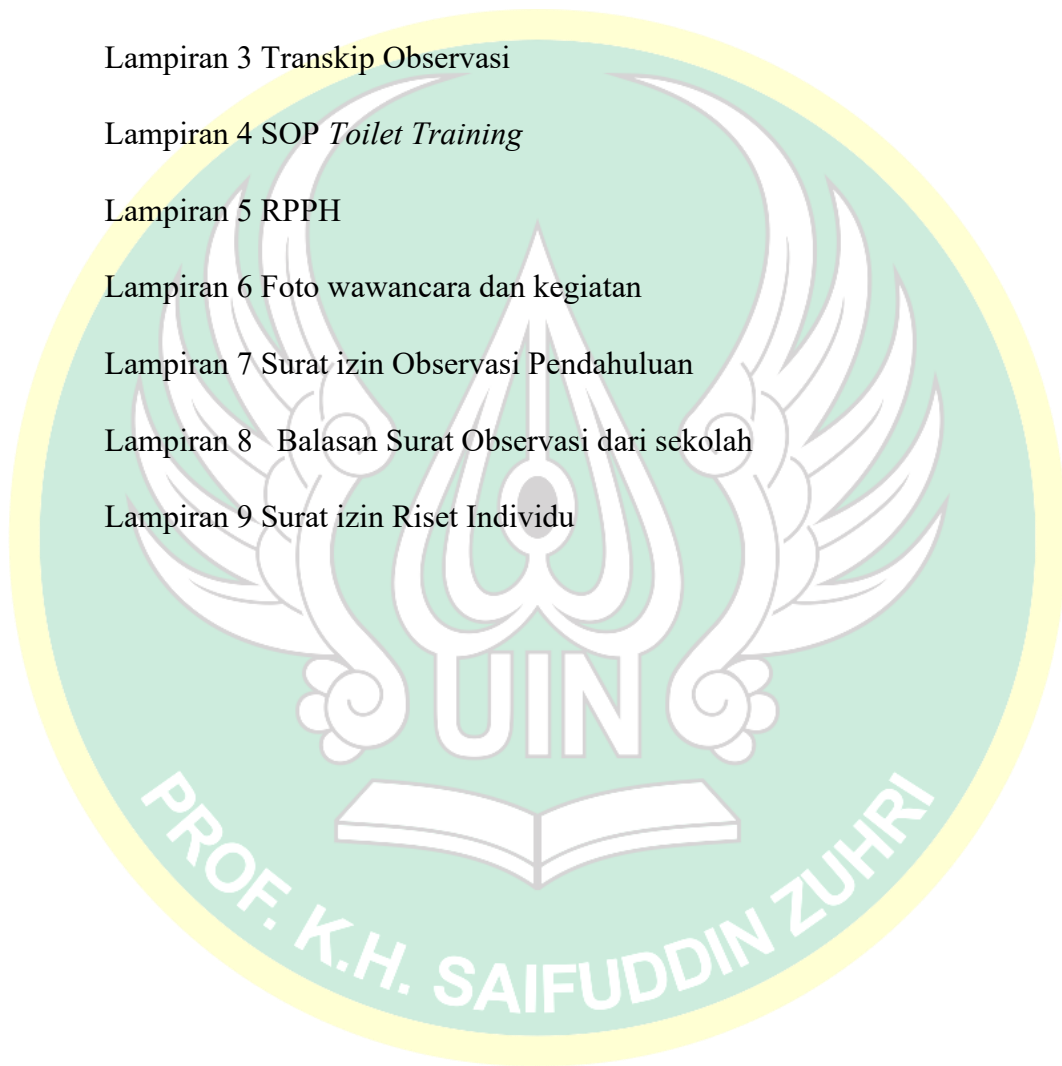 Lampiran 3 Transkip Observasi
Lampiran 4 SOP Toilet Training
Lampiran 5 RPPH
Lampiran 6 Foto wawancara dan kegiatan
Lampiran 7 Surat izin Observasi Pendahuluan
Lampiran 8 Balasan Surat Observasi dari sekolah
Lampiran 9 Surat izin Riset Individu
UIN
PROF. K.H. SAIFUDDIN ZUHRI